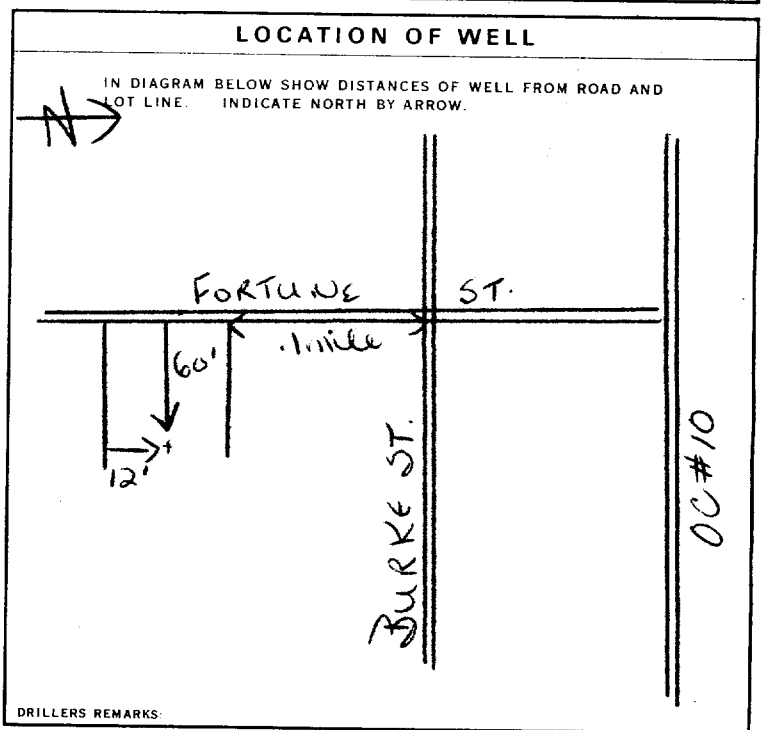 LOCATION OF WELL
IN DIAGRAM BELOW SHOW DISTANCES OF WELL FROM ROAD AND
LOT LINE. INDICATE NORTH BY ARROW.
N
FORTUNE ST.
.1 mile
60'
12'
BURKE ST.
OC#10
DRILLERS REMARKS: